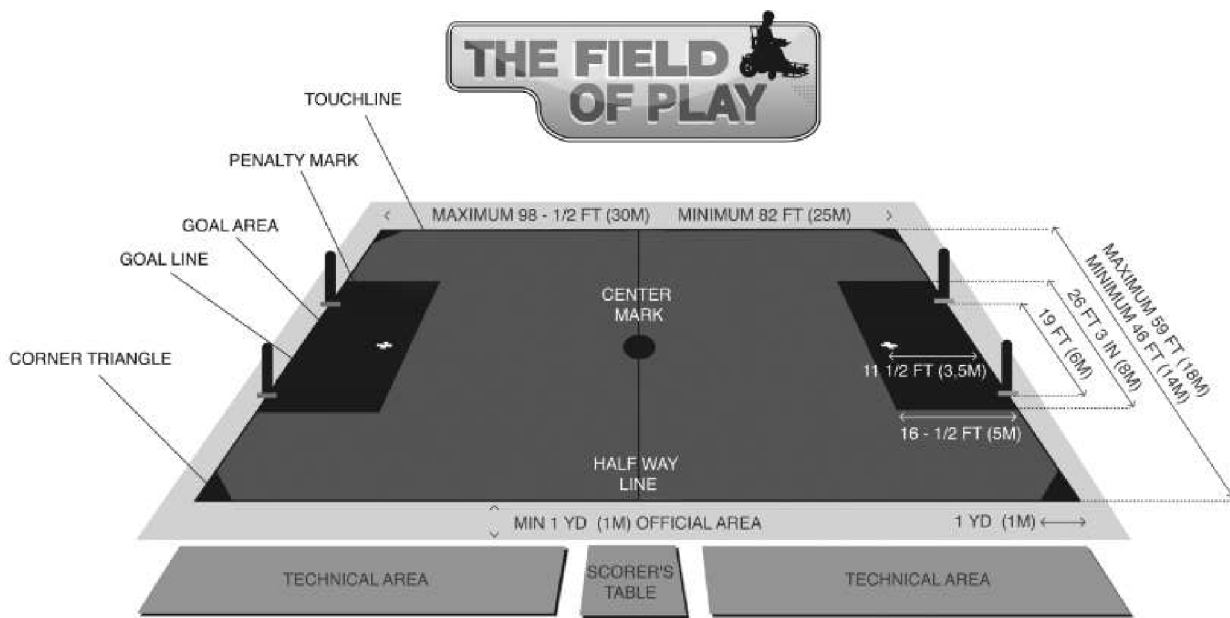 THE FIELD
OF PLAY
TOUCHLINE
PENALTY MARK
GOAL AREA
GOAL LINE
CORNER TRIANGLE
MAXIMUM 98 - 1/2 FT (30M) MINIMUM 82 FT (25M)
CENTER
MARK
HALF WAY
LINE
11 1/2 FT (3,5M)
16 - 1/2 FT (5M)
19 FT (6M)
26 FT 3 IN (8M)
MAXIMUM 59 FT (18M)
MINIMUM 46 FT (14M)
MIN 1 YD (1M) OFFICIAL AREA
1 YD (1M)
TECHNICAL AREA
SCORER'S
TABLE
TECHNICAL AREA